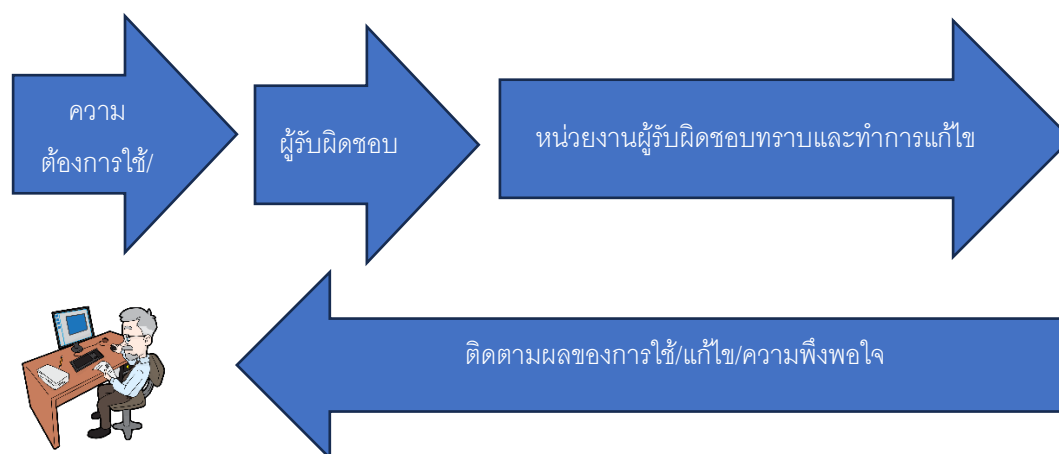 ความ
ต้องการใช้/
ผู้รับผิดชอบ
หน่วยงานผู้รับผิดชอบทราบและทำการแก้ไข
ติดตามผลของการใช้/แก้ไข/ความพึงพอใจ